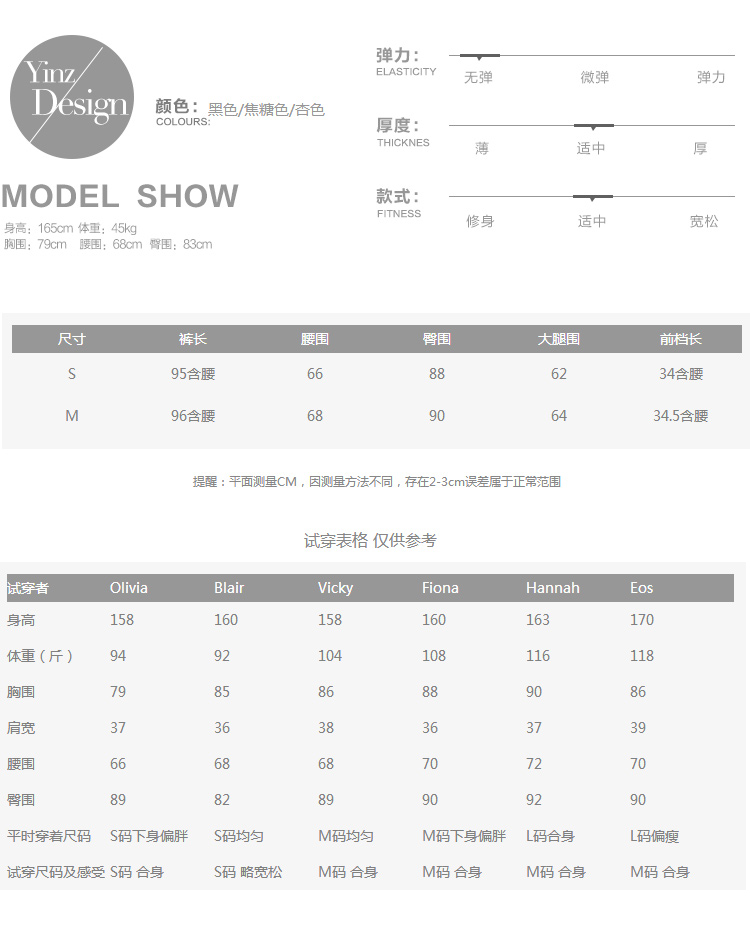 Yinz
Design
颜色：黑色/焦糖色/杏色
COLOURS:
MODEL SHOW
身高：165cm 体重：45kg
胸围：79cm 腰围：68cm 臀围：83cm
弹力：
ELASTICITY
无弹 微弹 弹力
厚度：
THICKNES
薄 适中 厚
款式：
FITNESS
修身 适中 宽松
尺寸 裤长 腰围 臀围 大腿围 前档长
S 95含腰 66 88 62 34含腰
M 96含腰 68 90 64 34.5含腰
提醒：平面测量CM，因测量方法不同，存在2-3cm误差属于正常范围
试穿表格 仅供参考
试穿者 Olivia Blair Vicky Fiona Hannah Eos
身高 158 160 158 160 163 170
体重（斤） 94 92 104 108 116 118
胸围 79 85 86 88 90 86
肩宽 37 36 38 36 37 39
腰围 66 68 68 70 72 70
臀围 89 82 89 90 92 90
平时穿着尺码 S码下身偏胖 S码均匀 M码均匀 M码下身偏胖 L码合身 L码偏瘦
试穿尺码及感受 S码 合身 S码 略宽松 M码 合身 M码 合身 M码 合身 M码 合身